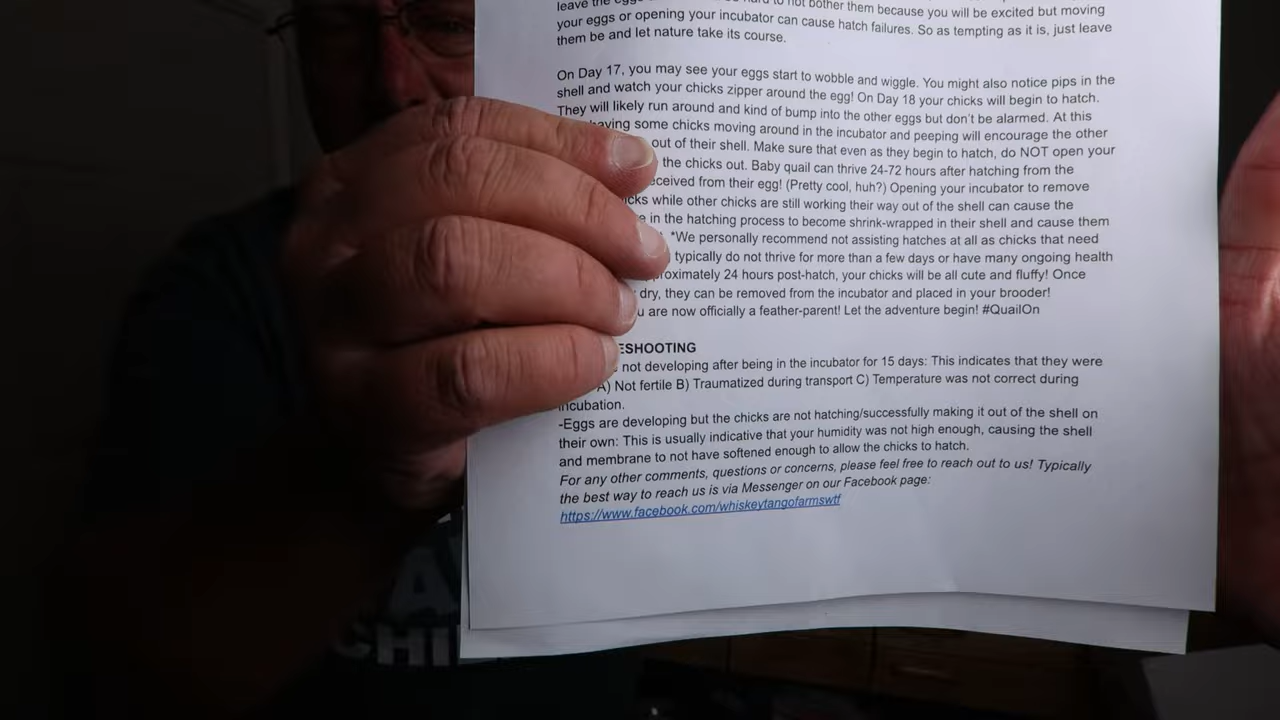 leave the eggs to not bother them because you will be excited but moving
your eggs or opening your incubator can cause hatch failures. So as tempting as it is, just leave
them be and let nature take its course.
On Day 17, you may see your eggs start to wobble and wiggle. You might also notice pips in the
shell and watch your chicks zipper around the egg! On Day 18 your chicks will begin to hatch.
They will likely run around and kind of bump into the other eggs but don't be alarmed. At this
having some chicks moving around in the incubator and peeping will encourage the other
out of their shell. Make sure that even as they begin to hatch, do NOT open your
the chicks out. Baby quail can thrive 24-72 hours after hatching from the
eceived from their egg! (Pretty cool, huh?) Opening your incubator to remove
icks while other chicks are still working their way out of the shell can cause the
e in the hatching process to become shrink-wrapped in their shell and cause them
*We personally recommend not assisting hatches at all as chicks that need
typically do not thrive for more than a few days or have many ongoing health
roximately 24 hours post-hatch, your chicks will be all cute and fluffy! Once
dry, they can be removed from the incubator and placed in your brooder!
u are now officially a feather-parent! Let the adventure begin! #QuailOn
ESHOOTING
not developing after being in the incubator for 15 days: This indicates that they were
A) Not fertile B) Traumatized during transport C) Temperature was not correct during
incubation.
-Eggs are developing but the chicks are not hatching/successfully making it out of the shell on
their own: This is usually indicative that your humidity was not high enough, causing the shell
and membrane to not have softened enough to allow the chicks to hatch.
For any other comments, questions or concerns, please feel free to reach out to us! Typically
the best way to reach us is via Messenger on our Facebook page:
https://www.facebook.com/whiskeytangofarmswtf